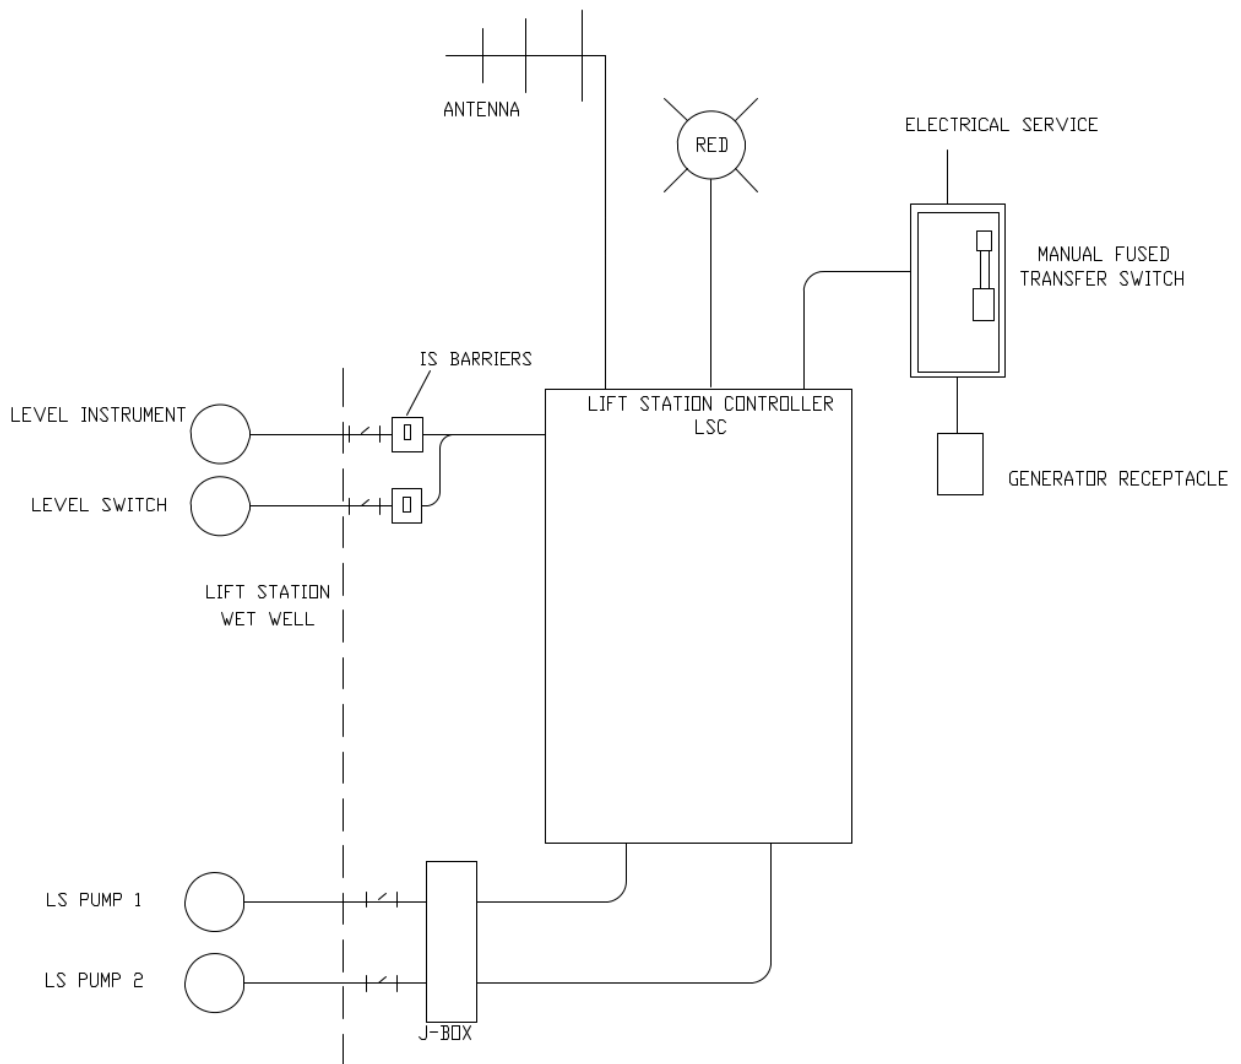 ANTENNA
RED
ELECTRICAL SERVICE
MANUAL FUSED
TRANSFER SWITCH
IS BARRIERS
LEVEL INSTRUMENT
LIFT STATION CONTROLLER
LSC
GENERATOR RECEPTACLE
LEVEL SWITCH
LIFT STATION
WET WELL
LS PUMP 1
LS PUMP 2
J-BOX